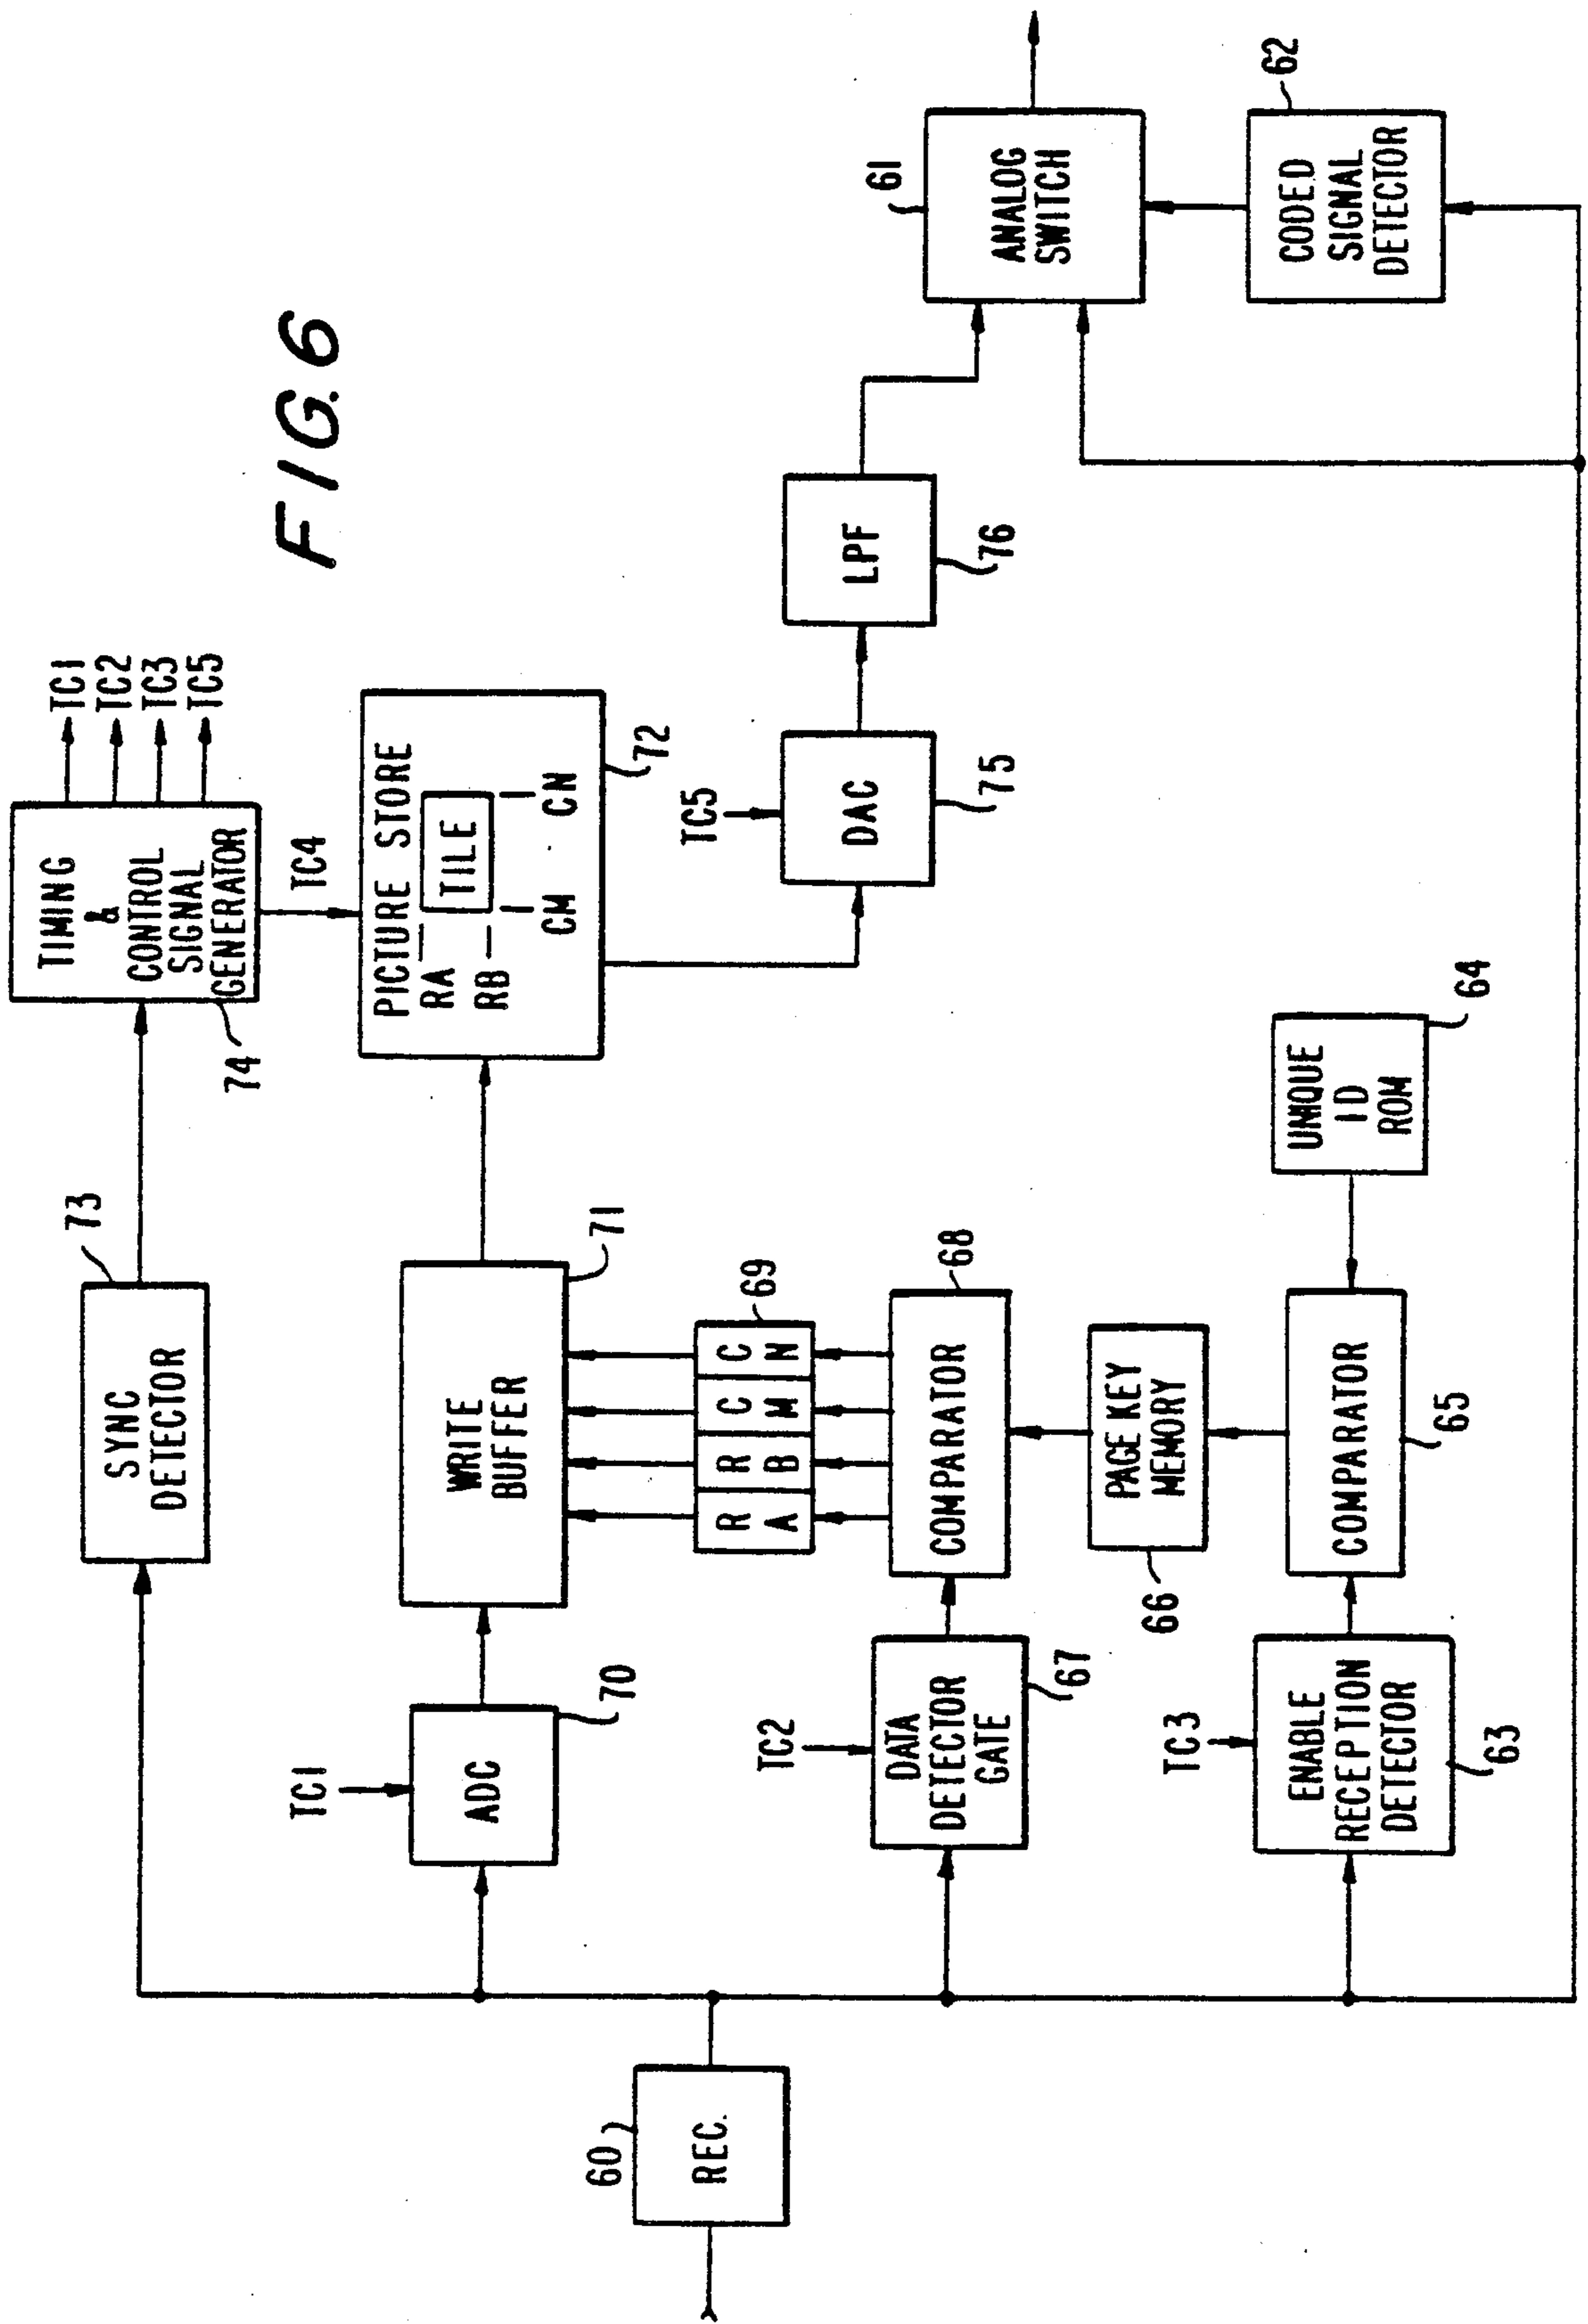 FIG. 6
60
REC.
73
SYNC
DETECTOR
74
TIMING
&
CONTROL
SIGNAL
GENERATOR
TC1
TC2
TC3
TC5
TC4
TC1
ADC
70
WRITE
BUFFER
71
PICTURE STORE
RA
RB
TILE
CM
CN
72
RA
RB
CM
CN
69
TC2
DATA
DETECTOR
GATE
67
COMPARATOR
68
PAGE KEY
MEMORY
66
TC3
ENABLE
RECEPTION
DETECTOR
63
COMPARATOR
65
UNIQUE
ID
ROM
64
TC5
DAC
75
LPF
76
61
ANALOG
SWITCH
62
CODED
SIGNAL
DETECTOR